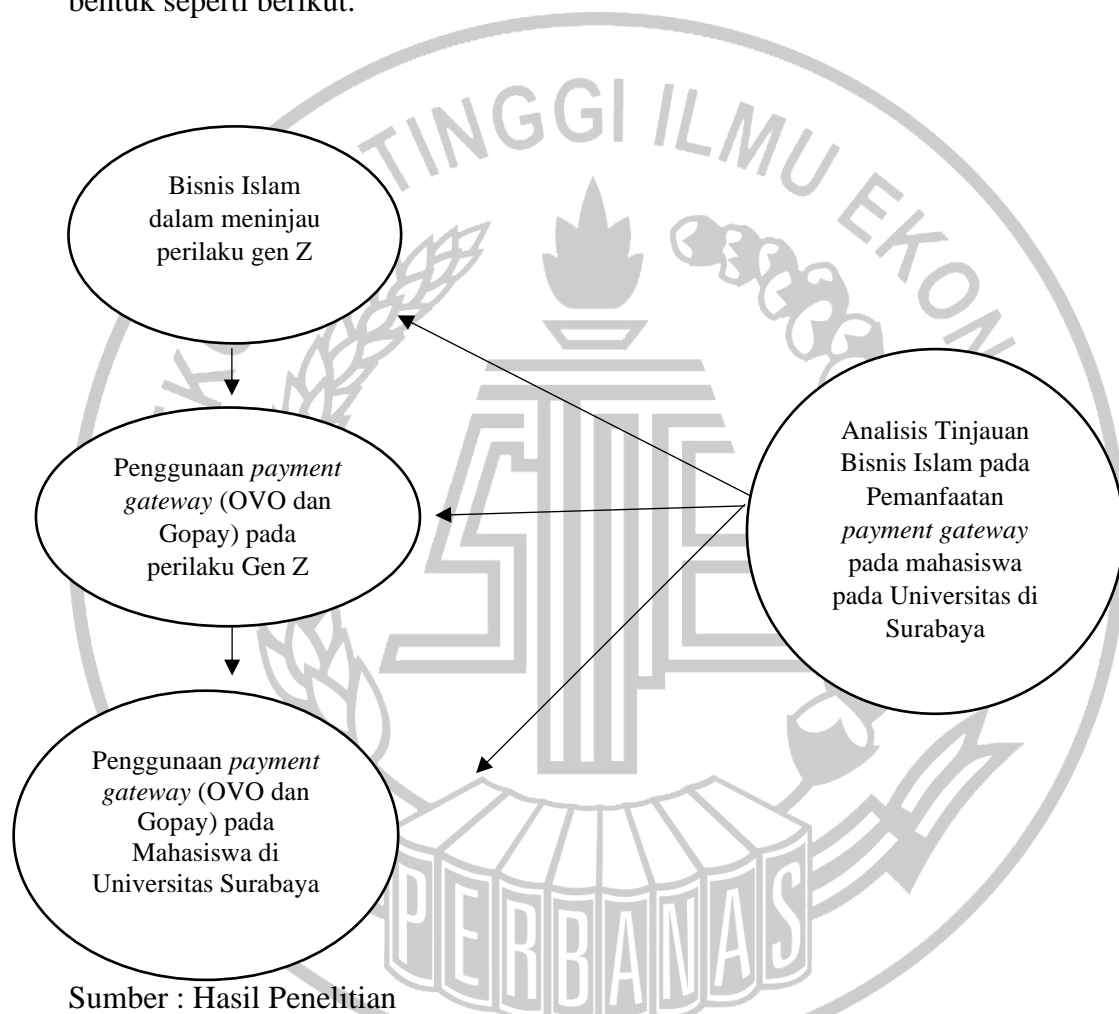 bentuk seperti berikut.
TINGGI ILMU EKON
Bisnis Islam
dalam meninjau
perilaku gen Z
Penggunaan payment
gateway (OVO dan
Gopay) pada
perilaku Gen Z
Penggunaan payment
gateway (OVO dan
Gopay) pada
Mahasiswa di
Universitas Surabaya
Analisis Tinjauan
Bisnis Islam pada
Pemanfaatan
payment gateway
pada mahasiswa
pada Universitas di
Surabaya
PERBANAS
Sumber : Hasil Penelitian